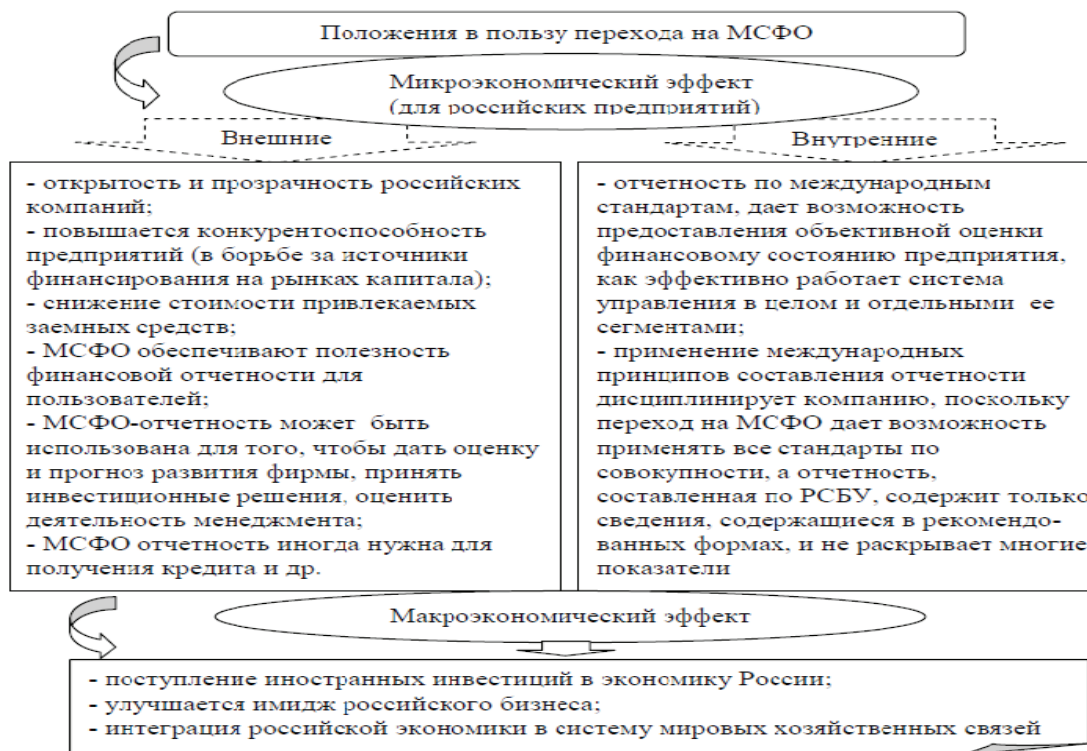 Положения в пользу перехода на МСФО
Микроэкономический эффект
(для российских предприятий)
Внешние
Внутренние
- открытость и прозрачность российских
компаний;
- повышается конкурентоспособность
предприятий (в борьбе за источники
финансирования на рынках капитала);
- снижение стоимости привлекаемых
заемных средств;
- МСФО обеспечивают полезность
финансовой отчетности для
пользователей;
- МСФО-отчетность может быть
использована для того, чтобы дать оценку
и прогноз развития фирмы, принять
инвестиционные решения, оценить
деятельность менеджмента;
- МСФО отчетность иногда нужна для
получения кредита и др.
- отчетность по международным
стандартам, дает возможность
предоставления объективной оценки
финансовому состоянию предприятия,
как эффективно работает система
управления в целом и отдельными ее
сегментами;
- применение международных
принципов составления отчетности
дисциплинирует компанию, поскольку
переход на МСФО дает возможность
применять все стандарты по
совокупности, а отчетность,
составленная по РСБУ, содержит только
сведения, содержащиеся в рекомендо-
ванных формах, и не раскрывает многие
показатели
Макроэкономический эффект
- поступление иностранных инвестиций в экономику России;
- улучшается имидж российского бизнеса;
- интеграция российской экономики в систему мировых хозяйственных связей